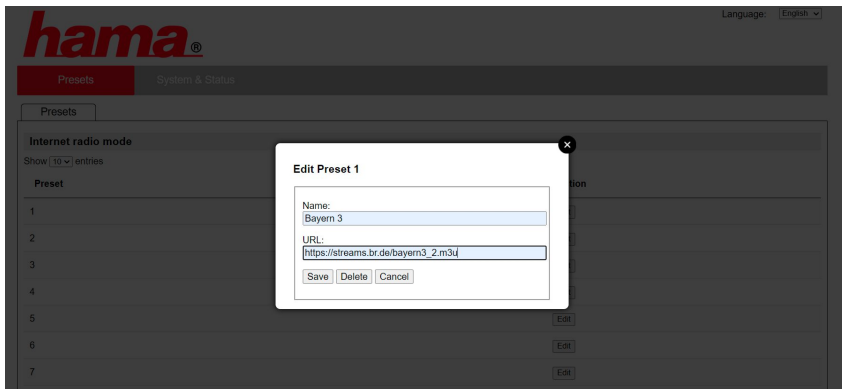 Language: English
hama®
Presets System & Status
Presets
Internet radio mode
Show 10 entries
Preset tion
1
2
3
4
5 Edit
6 Edit
7 Edit
Edit Preset 1
Name:
Bayern 3
URL:
https://streams.br.de/bayern3_2.m3u
Save Delete Cancel